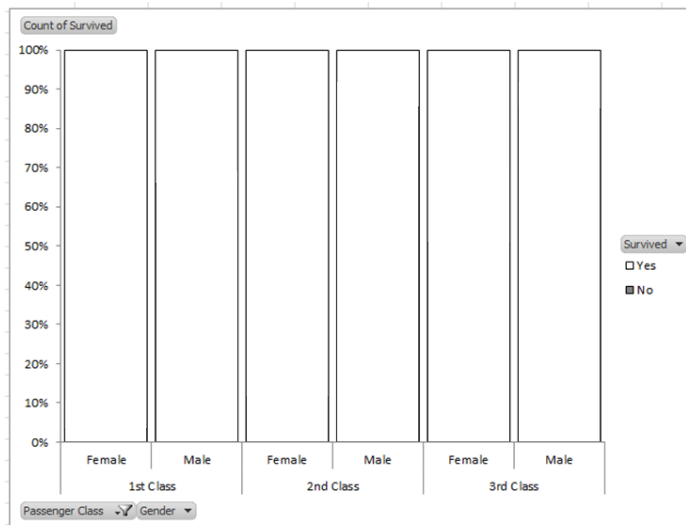 Count of Survived
100%
90%
80%
70%
60%
50%
40%
30%
20%
10%
0%
Survived
Yes
No
Female Male Female Male Female Male
1st Class 2nd Class 3rd Class
Passenger Class Gender